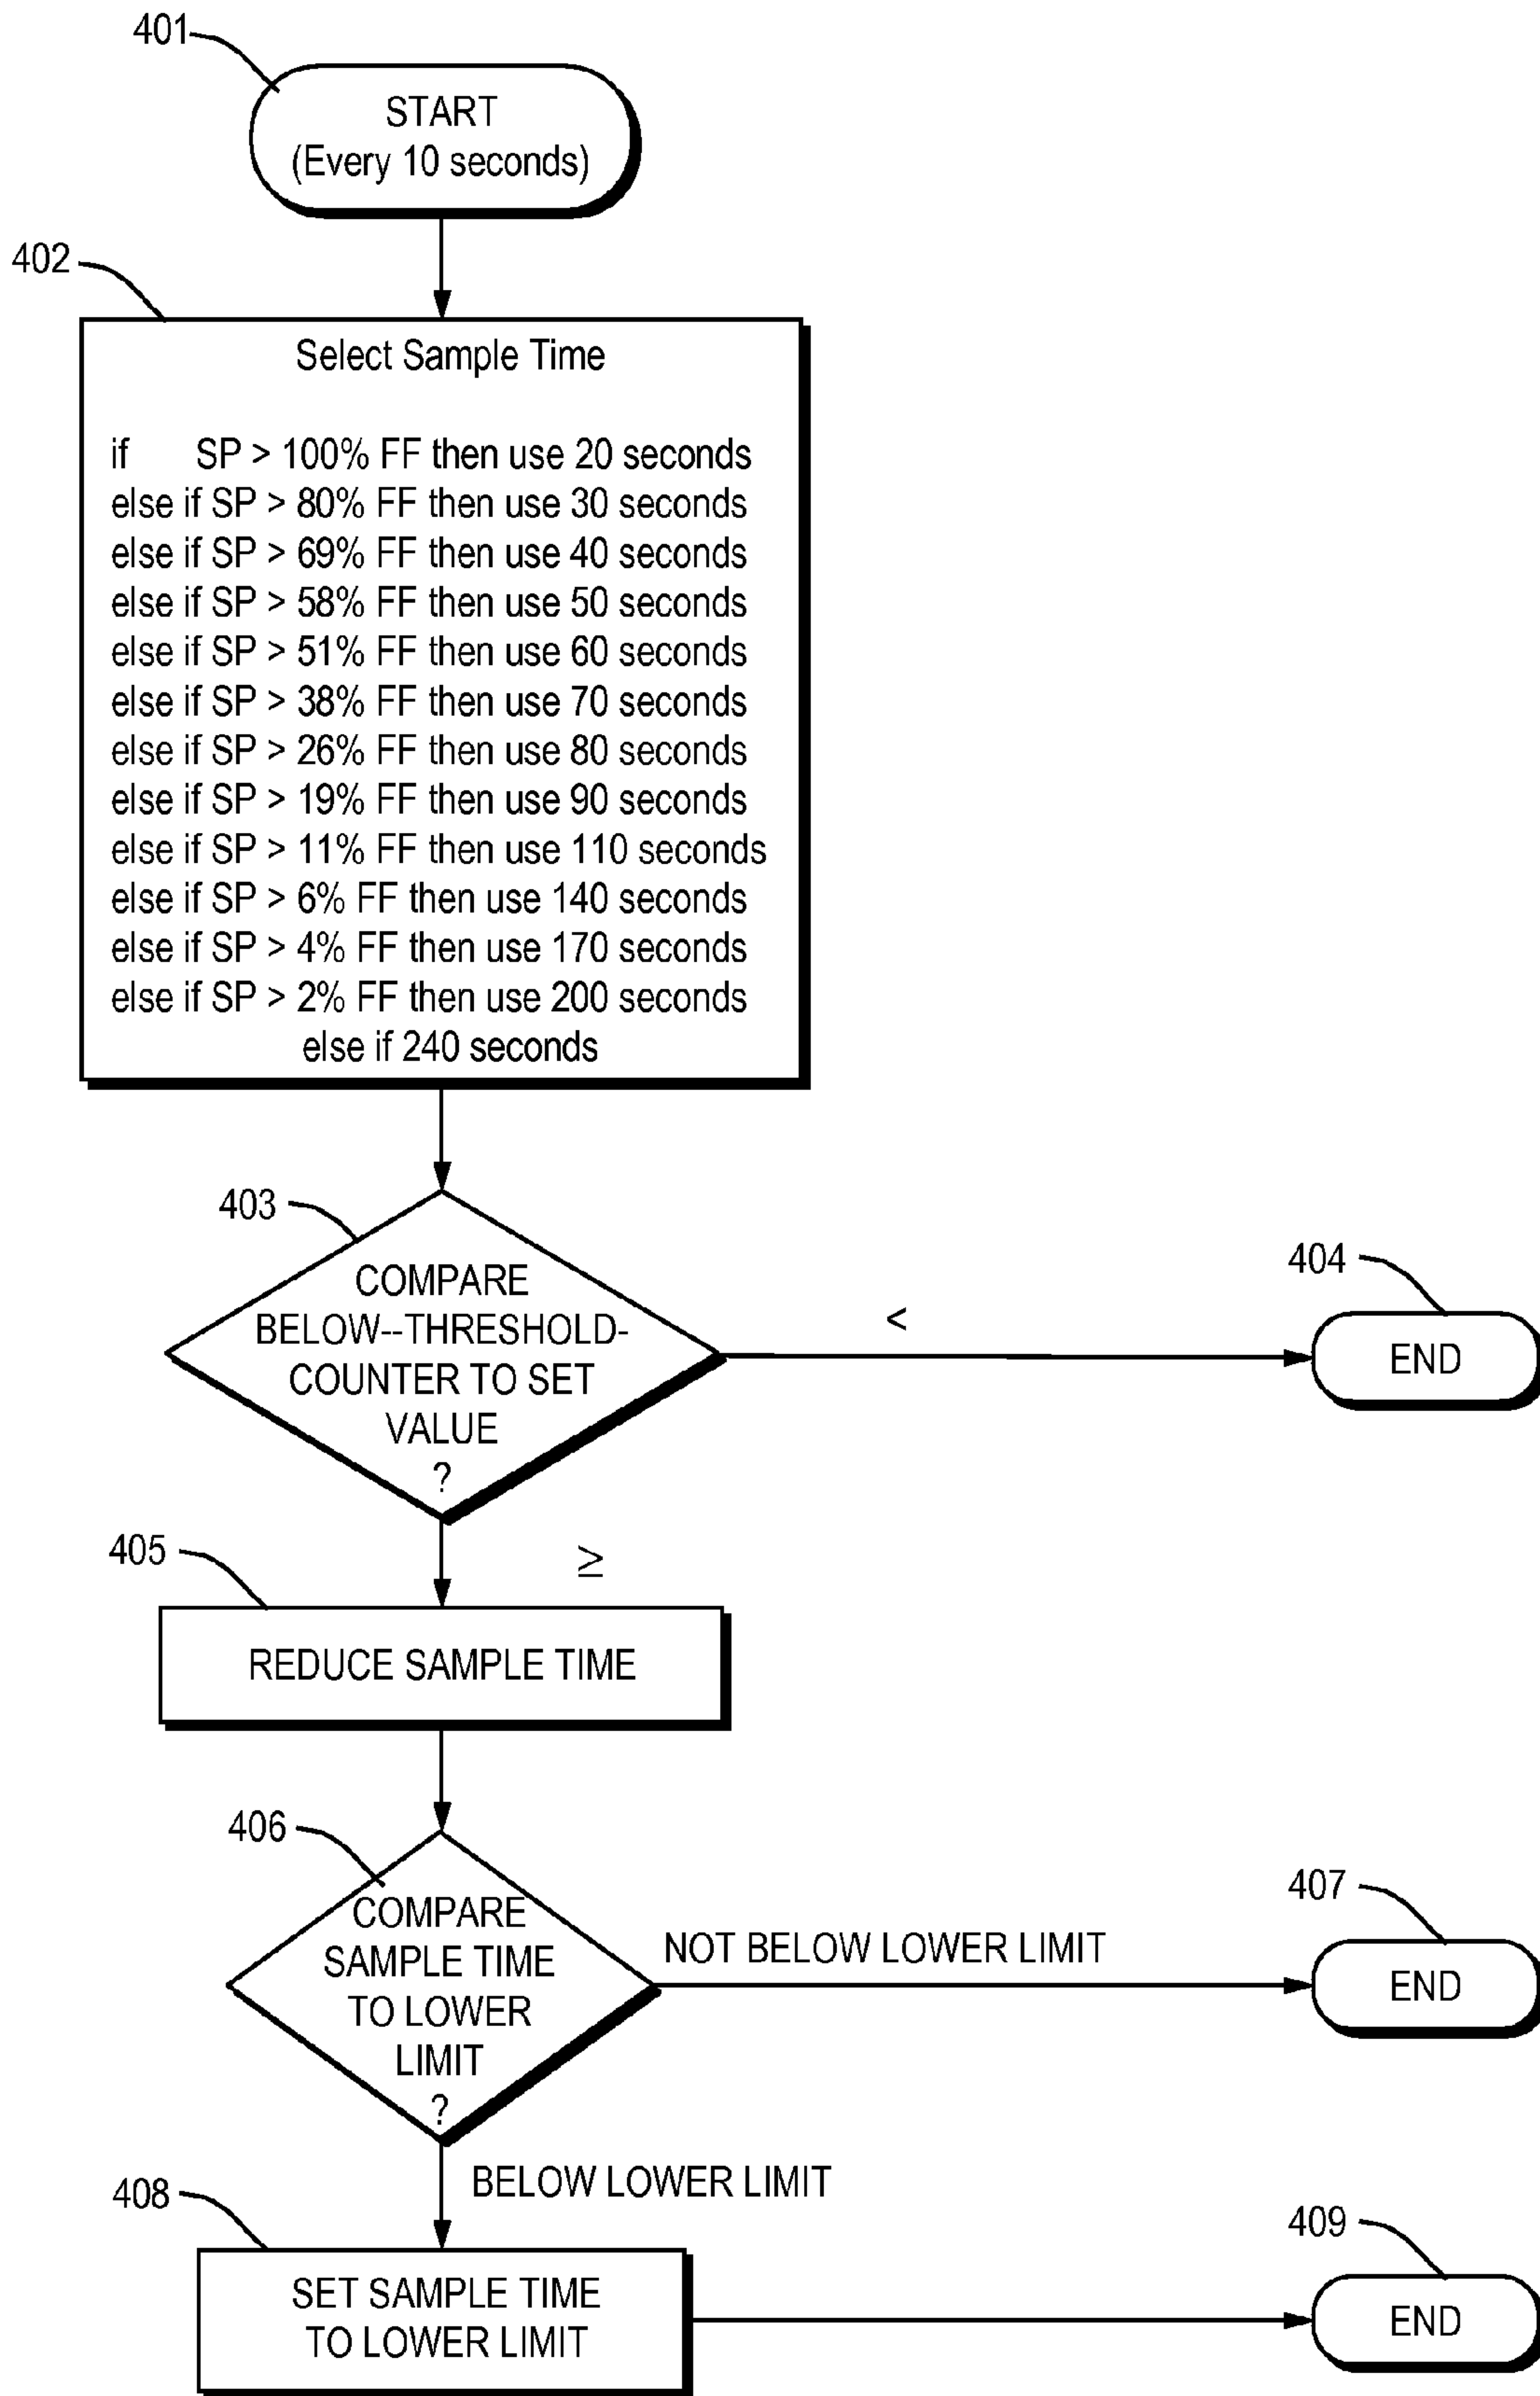 401
START
(Every 10 seconds)
402
Select Sample Time
if SP > 100% FF then use 20 seconds
else if SP > 80% FF then use 30 seconds
else if SP > 69% FF then use 40 seconds
else if SP > 58% FF then use 50 seconds
else if SP > 51% FF then use 60 seconds
else if SP > 38% FF then use 70 seconds
else if SP > 26% FF then use 80 seconds
else if SP > 19% FF then use 90 seconds
else if SP > 11% FF then use 110 seconds
else if SP > 6% FF then use 140 seconds
else if SP > 4% FF then use 170 seconds
else if SP > 2% FF then use 200 seconds
else if 240 seconds
403
COMPARE
BELOW--THRESHOLD-
COUNTER TO SET
VALUE
?
<
404
END
≥
405
REDUCE SAMPLE TIME
406
COMPARE
SAMPLE TIME
TO LOWER
LIMIT
?
NOT BELOW LOWER LIMIT
407
END
BELOW LOWER LIMIT
408
SET SAMPLE TIME
TO LOWER LIMIT
409
END